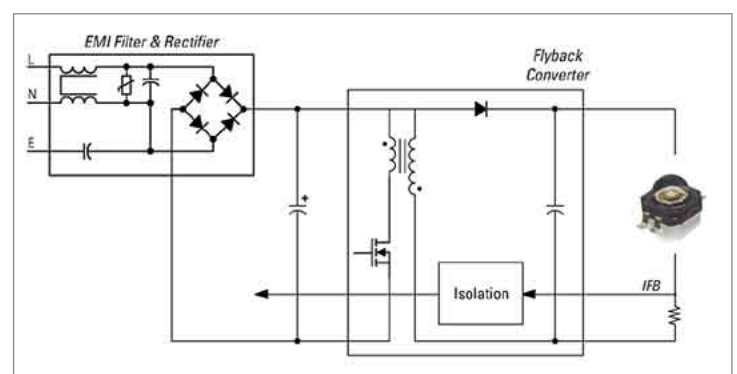 EMI Filter & Rectifier
Flyback
Converter
L
N
E
+
Isolation
IFB